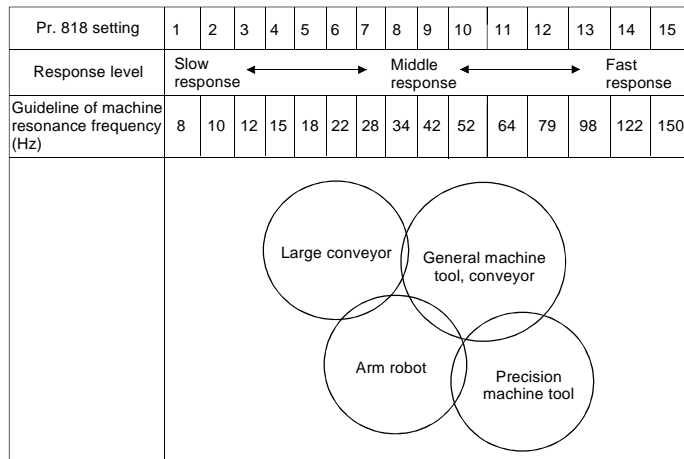 Pr. 818 setting 1 2 3 4 5 6 7 8 9 10 11 12 13 14 15
Response level Slow response Middle response Fast response
Guideline of machine
resonance frequency
(Hz) 8 10 12 15 18 22 28 34 42 52 64 79 98 122 150
Large conveyor
General machine
tool, conveyor
Arm robot
Precision
machine tool